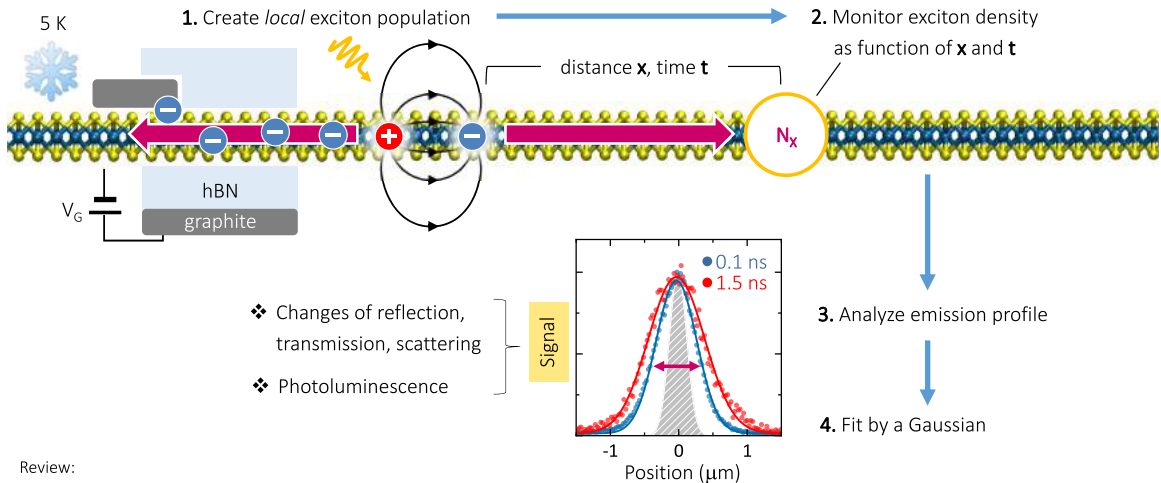 1. Create local exciton population
2. Monitor exciton density
as function of x and t
5 K
distance x, time t
− − − − + −
N_X
hBN
graphite
V_G
0.1 ns
1.5 ns
❖ Changes of reflection,
transmission, scattering
❖ Photoluminescence
Signal
-1 0 1
Position (μm)
3. Analyze emission profile
4. Fit by a Gaussian
Review: